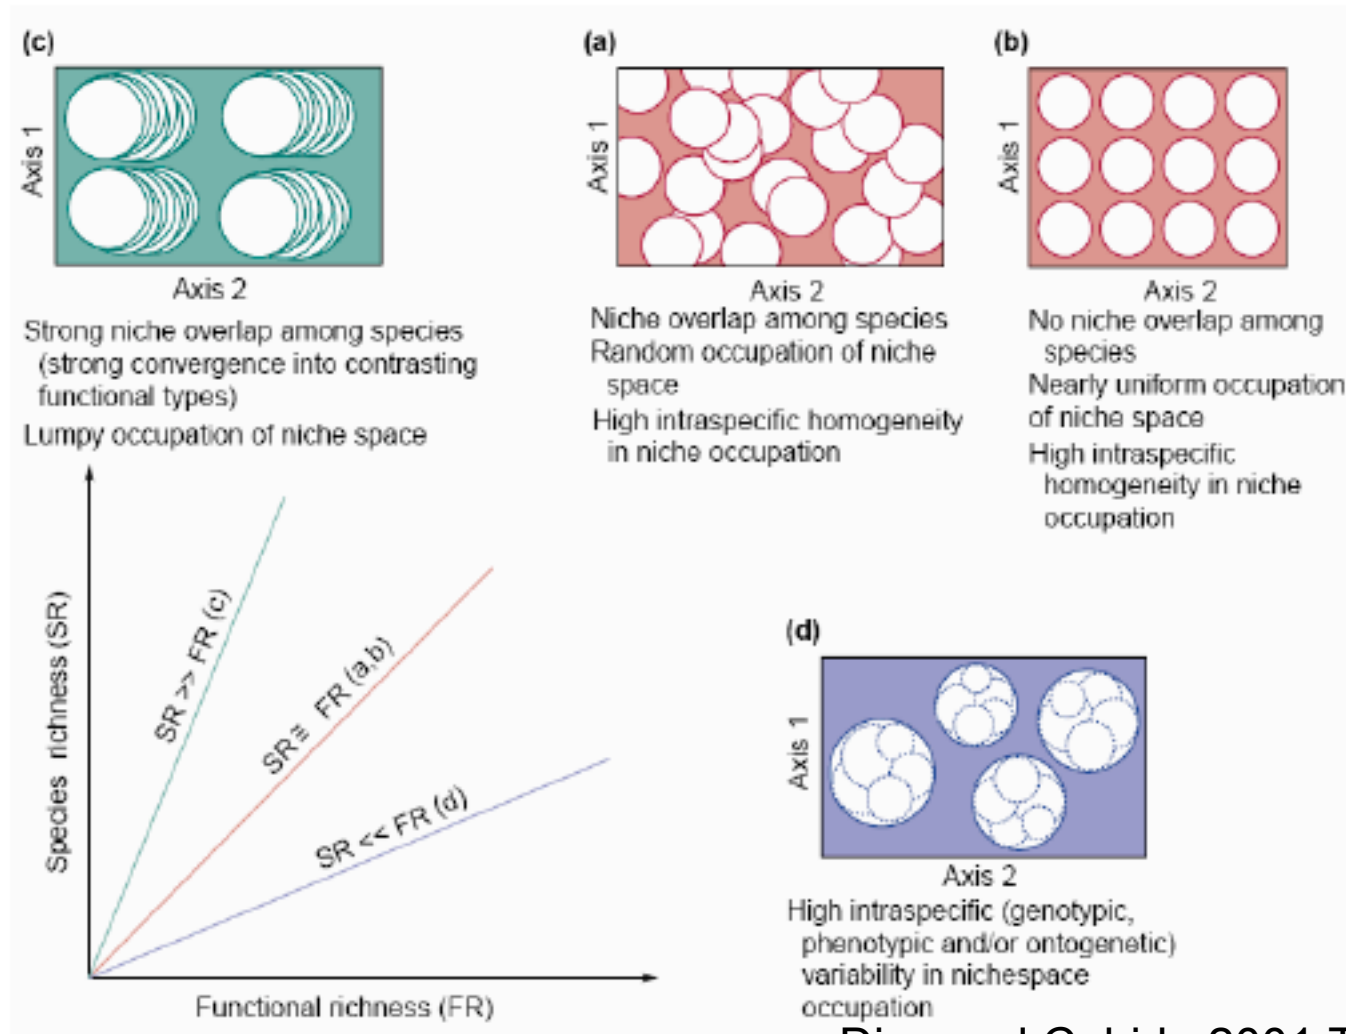 (c)
Axis 1
Axis 2
Strong niche overlap among species
(strong convergence into contrasting
functional types)
Lumpy occupation of niche space
(a)
Axis 1
Axis 2
Niche overlap among species
Random occupation of niche
space
High intraspecific homogeneity
in niche occupation
(b)
Axis 1
Axis 2
No niche overlap among
species
Nearly uniform occupation
of niche space
High intraspecific
homogeneity in niche
occupation
Species richness (SR)
SR >> FR (c)
SR ≅ FR (a,b)
SR << FR (d)
Functional richness (FR)
(d)
Axis 1
Axis 2
High intraspecific (genotypic,
phenotypic and/or ontogenetic)
variability in nichespace
occupation